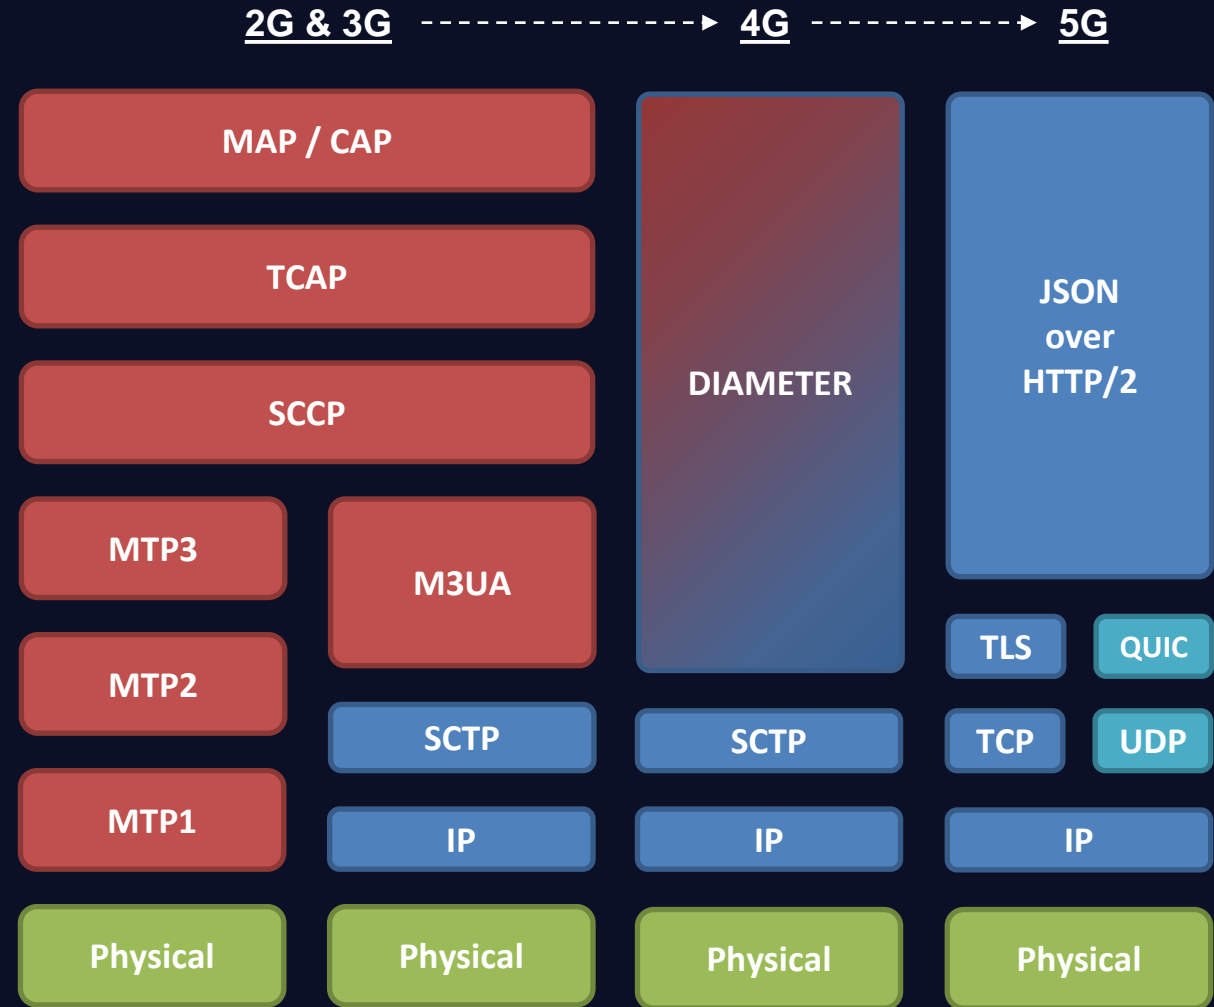 2G & 3G
4G
5G
MAP / CAP
TCAP
SCCP
MTP3
MTP2
MTP1
Physical
M3UA
SCTP
IP
Physical
DIAMETER
SCTP
IP
Physical
JSON
over
HTTP/2
TLS
QUIC
TCP
UDP
IP
Physical